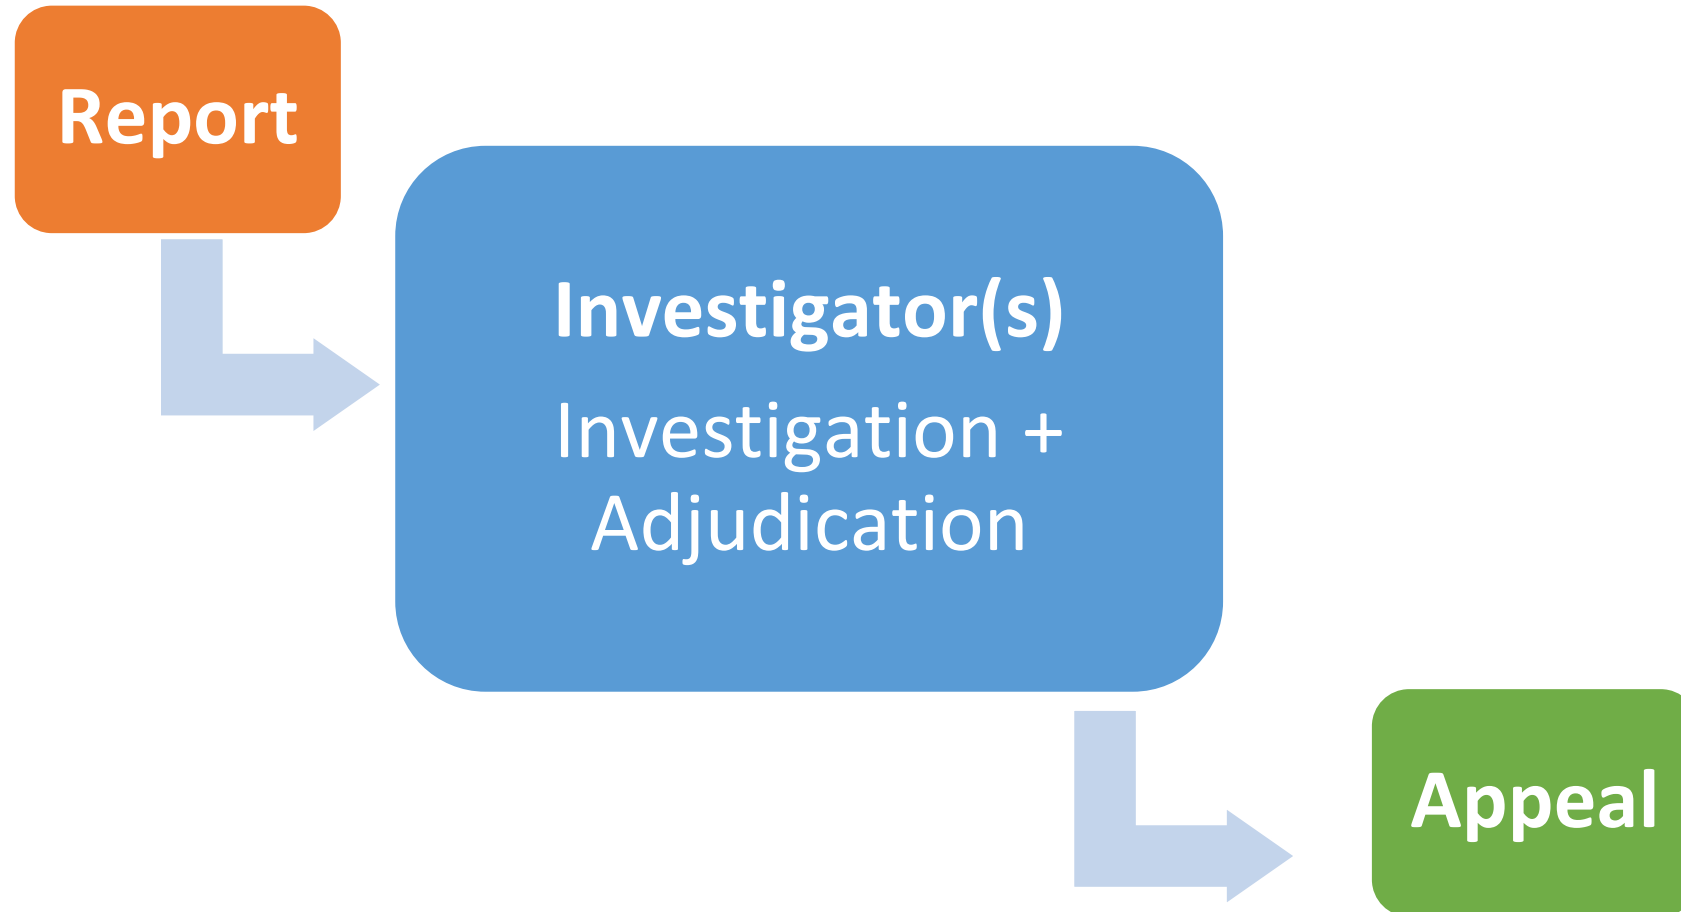 Report
Investigator(s)
Investigation +
Adjudication
Appeal